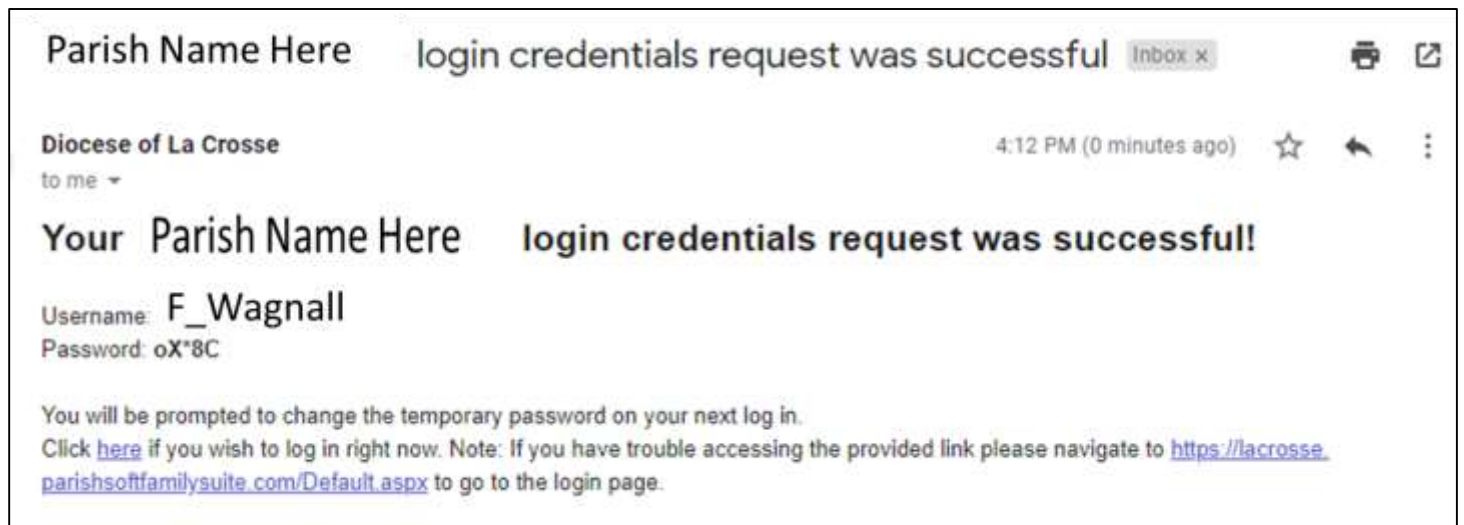 Parish Name Here login credentials request was successful Inbox x
Diocese of La Crosse 4:12 PM (0 minutes ago)
to me
Your Parish Name Here login credentials request was successful!
Username: F_Wagnall
Password: oX*8C
You will be prompted to change the temporary password on your next log in.
Click here if you wish to log in right now. Note: If you have trouble accessing the provided link please navigate to https://lacrosse.
parishsoftfamilysuite.com/Default.aspx to go to the login page.